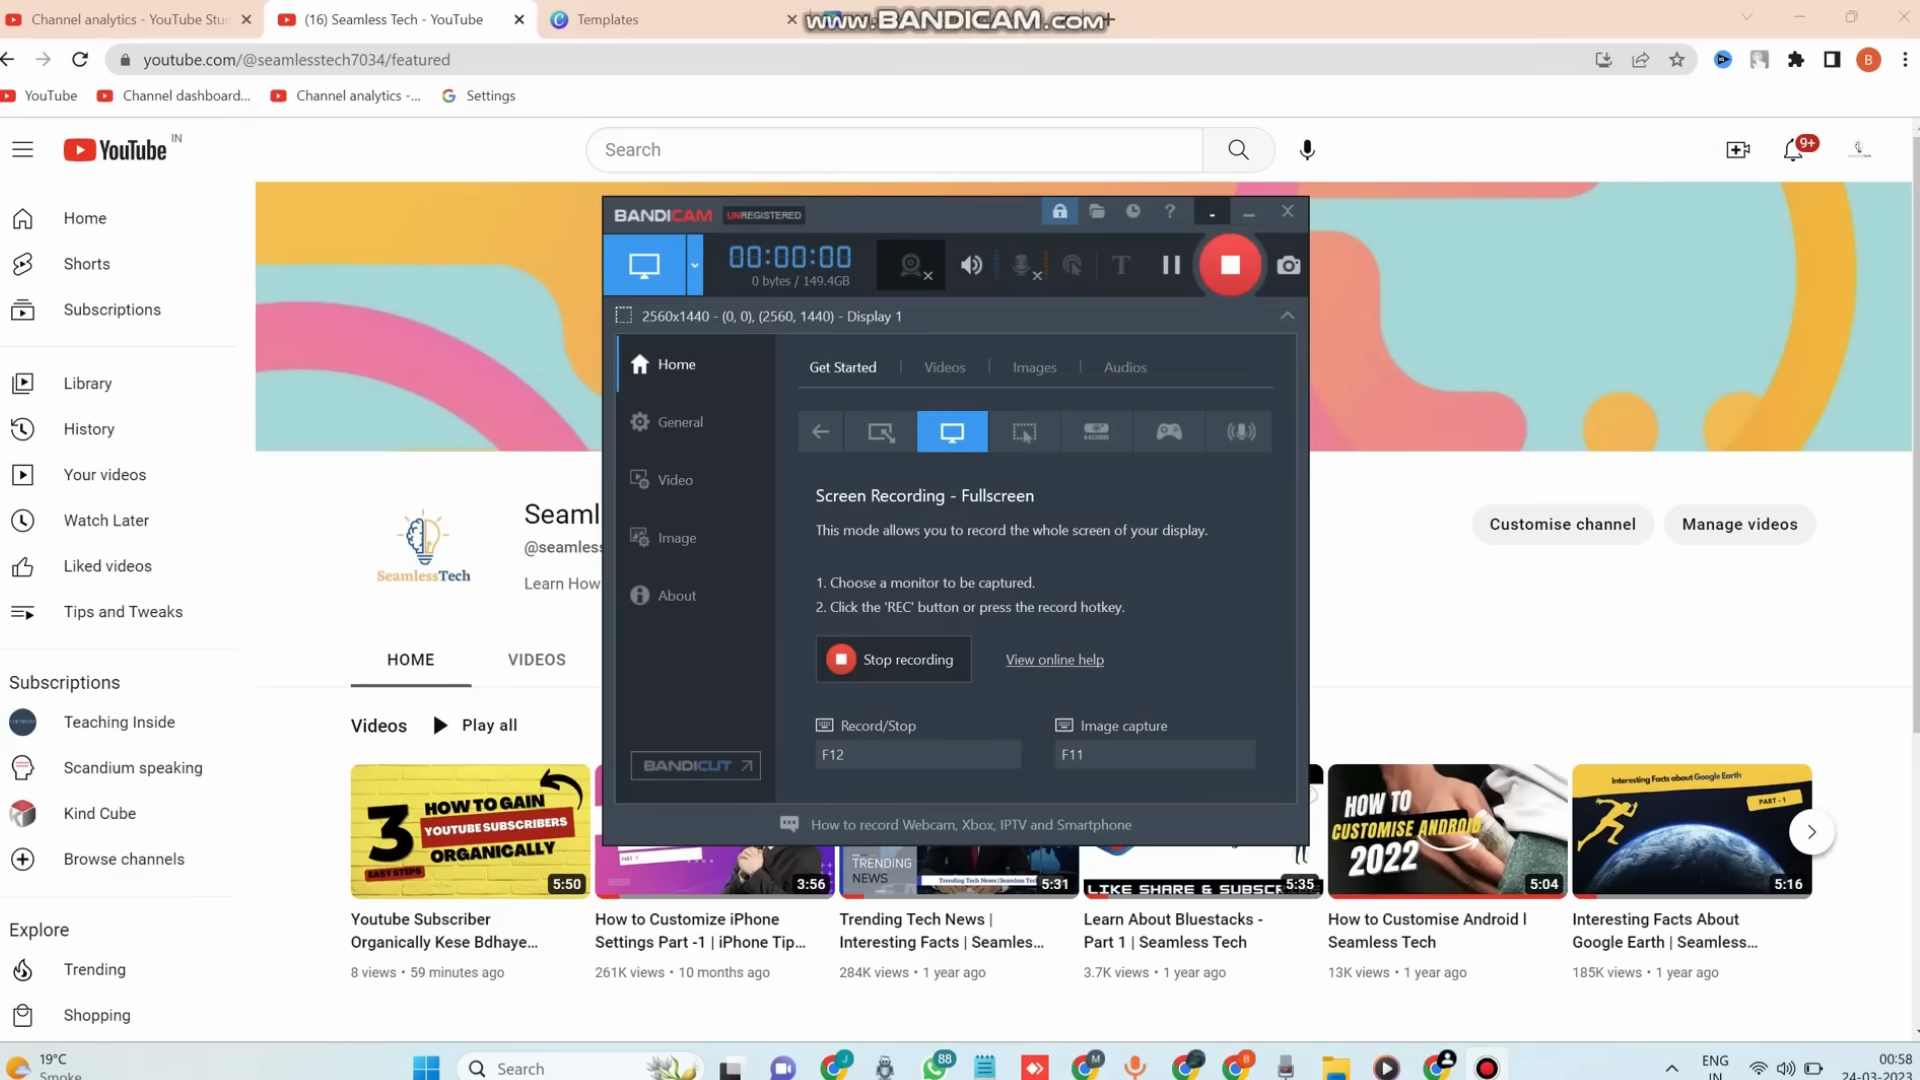 Channel analytics - YouTube Stu
(16) Seamless Tech - YouTube
Templates
www.BANDICAM.com
youtube.com/@seamlesstech7034/featured
B
YouTube
Channel dashboard...
Channel analytics -...
Settings
YouTube
IN
Search
9+
Home
Shorts
Subscriptions
Library
History
Your videos
Watch Later
Liked videos
Tips and Tweaks
Subscriptions
Teaching Inside
Scandium speaking
Kind Cube
Browse channels
Explore
Trending
Shopping
SeamlessTech
Seaml
@seamless
Learn How
Customise channel
Manage videos
HOME
VIDEOS
Videos
Play all
BANDICAM
UNREGISTERED
00:00:00
0 bytes / 149.4GB
2560x1440 - (0, 0), (2560, 1440) - Display 1
Home
General
Video
Image
About
BANDICUT
Get Started
Videos
Images
Audios
HDMI
Screen Recording - Fullscreen
This mode allows you to record the whole screen of your display.
1. Choose a monitor to be captured.
2. Click the 'REC' button or press the record hotkey.
Stop recording
View online help
Record/Stop
F12
Image capture
F11
How to record Webcam, Xbox, IPTV and Smartphone
3
HOW TO GAIN
YOUTUBE SUBSCRIBERS
ORGANICALLY
EASY STEPS
5:50
Youtube Subscriber
Organically Kese Bdhaye...
8 views • 59 minutes ago
PART -1
3:56
How to Customize iPhone
Settings Part -1 | iPhone Tip...
261K views • 10 months ago
TRENDING
NEWS
5:31
Trending Tech News |
Interesting Facts | Seamles...
284K views • 1 year ago
LIKE SHARE & SUBSCR
5:35
Learn About Bluestacks -
Part 1 | Seamless Tech
3.7K views • 1 year ago
HOW TO
CUSTOMISE ANDROID
2022
5:04
How to Customise Android l
Seamless Tech
13K views • 1 year ago
Interesting Facts about Google Earth
PART - 1
5:16
Interesting Facts About
Google Earth | Seamless...
185K views • 1 year ago
19°C
Smoke
Search
J
88
M
B
ENG
IN
00:58
24-03-2023